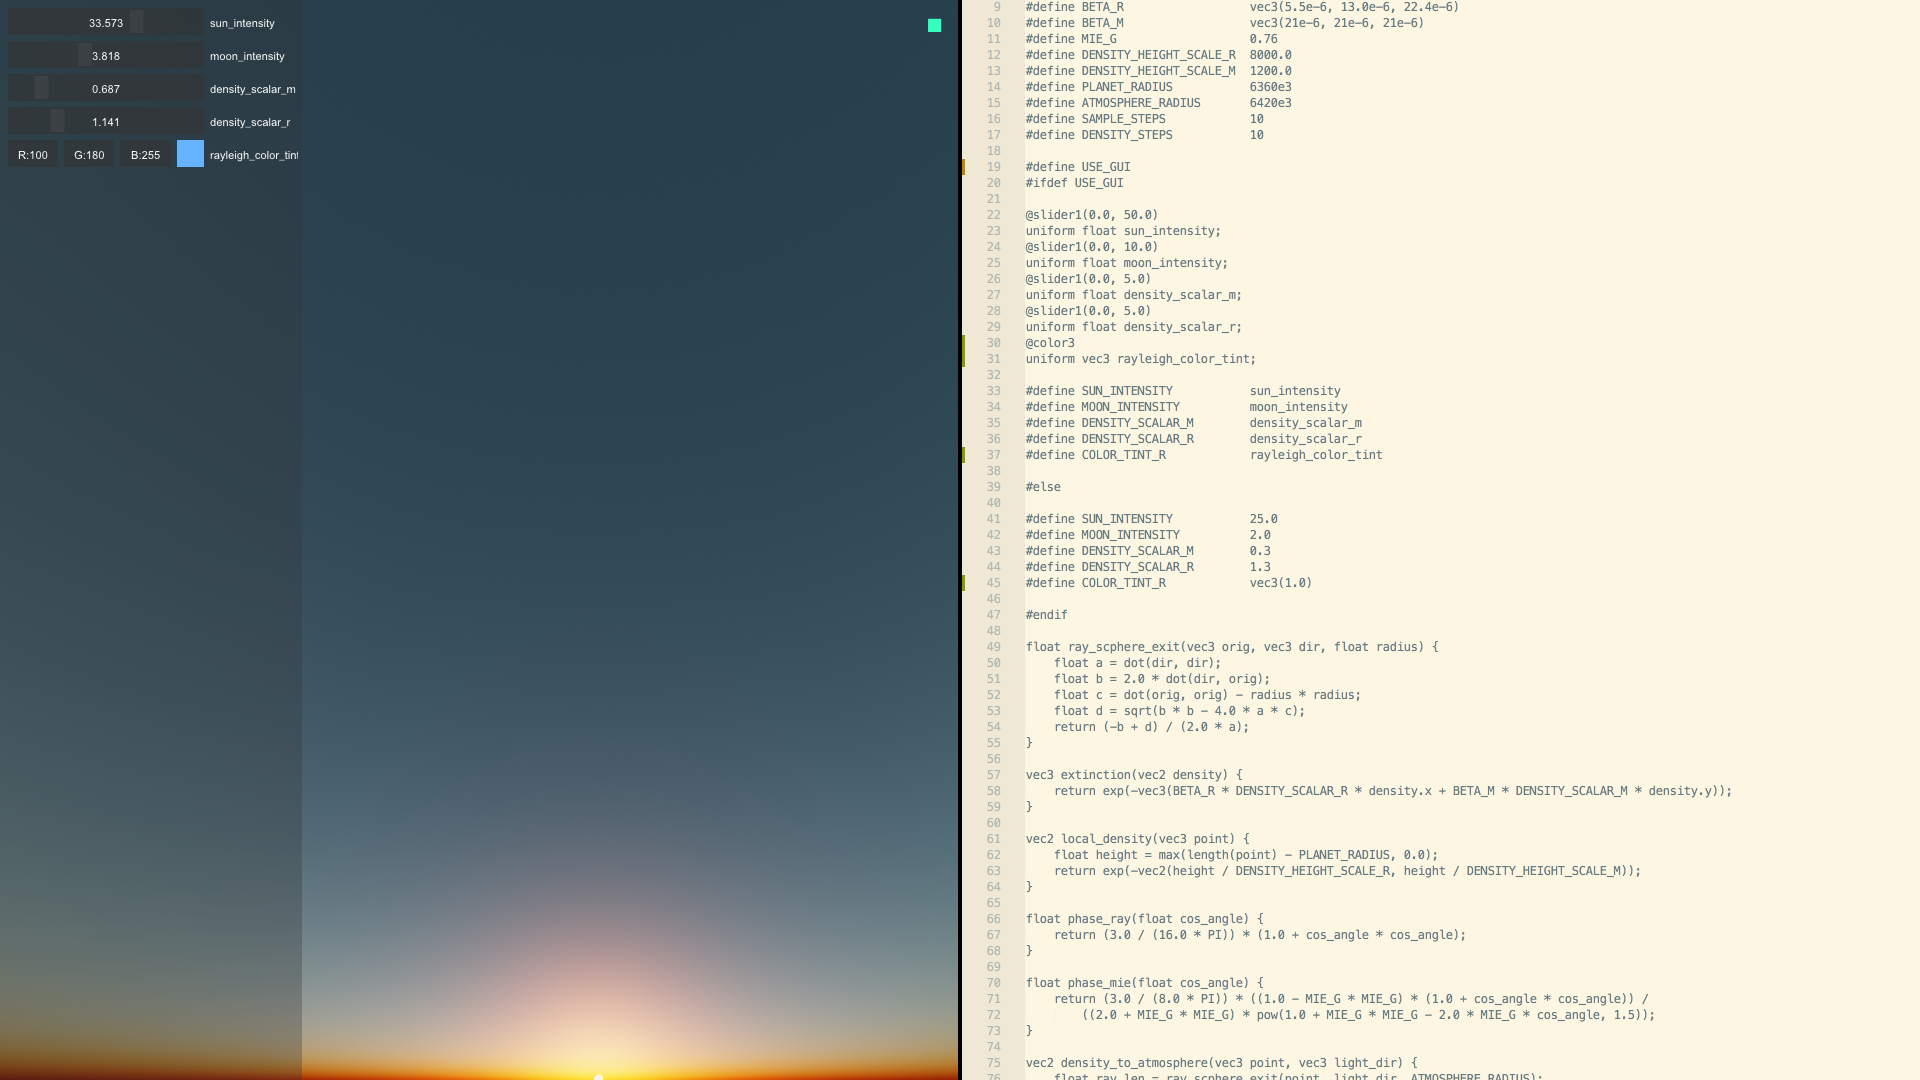 33.573 sun_intensity
3.818 moon_intensity
0.687 density_scalar_m
1.141 density_scalar_r
R:100 G:180 B:255 rayleigh_color_tint
9 #define BETA_R vec3(5.5e-6, 13.0e-6, 22.4e-6)
10 #define BETA_M vec3(21e-6, 21e-6, 21e-6)
11 #define MIE_G 0.76
12 #define DENSITY_HEIGHT_SCALE_R 8000.0
13 #define DENSITY_HEIGHT_SCALE_M 1200.0
14 #define PLANET_RADIUS 6360e3
15 #define ATMOSPHERE_RADIUS 6420e3
16 #define SAMPLE_STEPS 10
17 #define DENSITY_STEPS 10
18
19 #define USE_GUI
20 #ifdef USE_GUI
21
22 @slider1(0.0, 50.0)
23 uniform float sun_intensity;
24 @slider1(0.0, 10.0)
25 uniform float moon_intensity;
26 @slider1(0.0, 5.0)
27 uniform float density_scalar_m;
28 @slider1(0.0, 5.0)
29 uniform float density_scalar_r;
30 @color3
31 uniform vec3 rayleigh_color_tint;
32
33 #define SUN_INTENSITY sun_intensity
34 #define MOON_INTENSITY moon_intensity
35 #define DENSITY_SCALAR_M density_scalar_m
36 #define DENSITY_SCALAR_R density_scalar_r
37 #define COLOR_TINT_R rayleigh_color_tint
38
39 #else
40
41 #define SUN_INTENSITY 25.0
42 #define MOON_INTENSITY 2.0
43 #define DENSITY_SCALAR_M 0.3
44 #define DENSITY_SCALAR_R 1.3
45 #define COLOR_TINT_R vec3(1.0)
46
47 #endif
48
49 float ray_scphere_exit(vec3 orig, vec3 dir, float radius) {
50 float a = dot(dir, dir);
51 float b = 2.0 * dot(dir, orig);
52 float c = dot(orig, orig) - radius * radius;
53 float d = sqrt(b * b - 4.0 * a * c);
54 return (-b + d) / (2.0 * a);
55 }
56
57 vec3 extinction(vec2 density) {
58 return exp(-vec3(BETA_R * DENSITY_SCALAR_R * density.x + BETA_M * DENSITY_SCALAR_M * density.y));
59 }
60
61 vec2 local_density(vec3 point) {
62 float height = max(length(point) - PLANET_RADIUS, 0.0);
63 return exp(-vec2(height / DENSITY_HEIGHT_SCALE_R, height / DENSITY_HEIGHT_SCALE_M));
64 }
65
66 float phase_ray(float cos_angle) {
67 return (3.0 / (16.0 * PI)) * (1.0 + cos_angle * cos_angle);
68 }
69
70 float phase_mie(float cos_angle) {
71 return (3.0 / (8.0 * PI)) * ((1.0 - MIE_G * MIE_G) * (1.0 + cos_angle * cos_angle)) /
72 ((2.0 + MIE_G * MIE_G) * pow(1.0 + MIE_G * MIE_G - 2.0 * MIE_G * cos_angle, 1.5));
73 }
74
75 vec2 density_to_atmosphere(vec3 point, vec3 light_dir) {
76 float ray_len = ray_scphere_exit(point, light_dir, ATMOSPHERE_RADIUS);